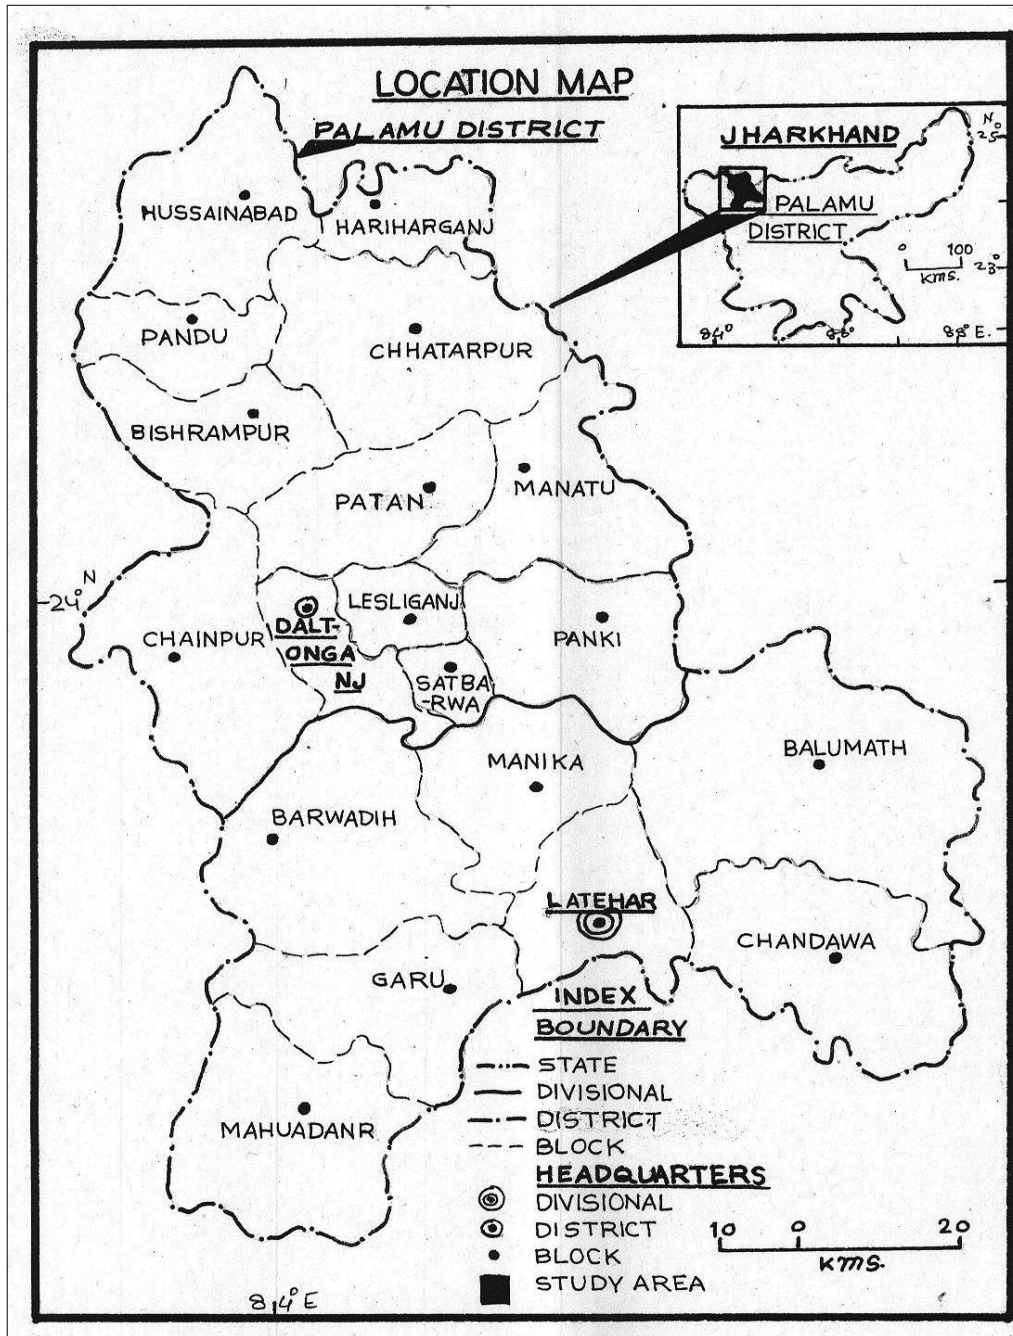 LOCATION MAP
PALAMU DISTRICT
JHARKHAND
N.
25
PALAMU
DISTRICT
0 100
KMS.
23°
84° 88° 88° E.
HUSSAINABAD
HARIHARGANJ
PANDU
CHHATARPUR
BISHRAMPUR
PATAN
MANATU
N
24°
CHAINPUR
DALT-
ONGA
NJ
LESLIGANJ
PANKI
SATBA
-RWA
MANIKA
BALUMATH
BARWADIH
LATEHAR
CHANDAWA
GARU
MAHUADANR
INDEX
BOUNDARY
STATE
DIVISIONAL
DISTRICT
BLOCK
HEADQUARTERS
DIVISIONAL
DISTRICT
BLOCK
STUDY AREA
10 0 20
KMS.
84° E